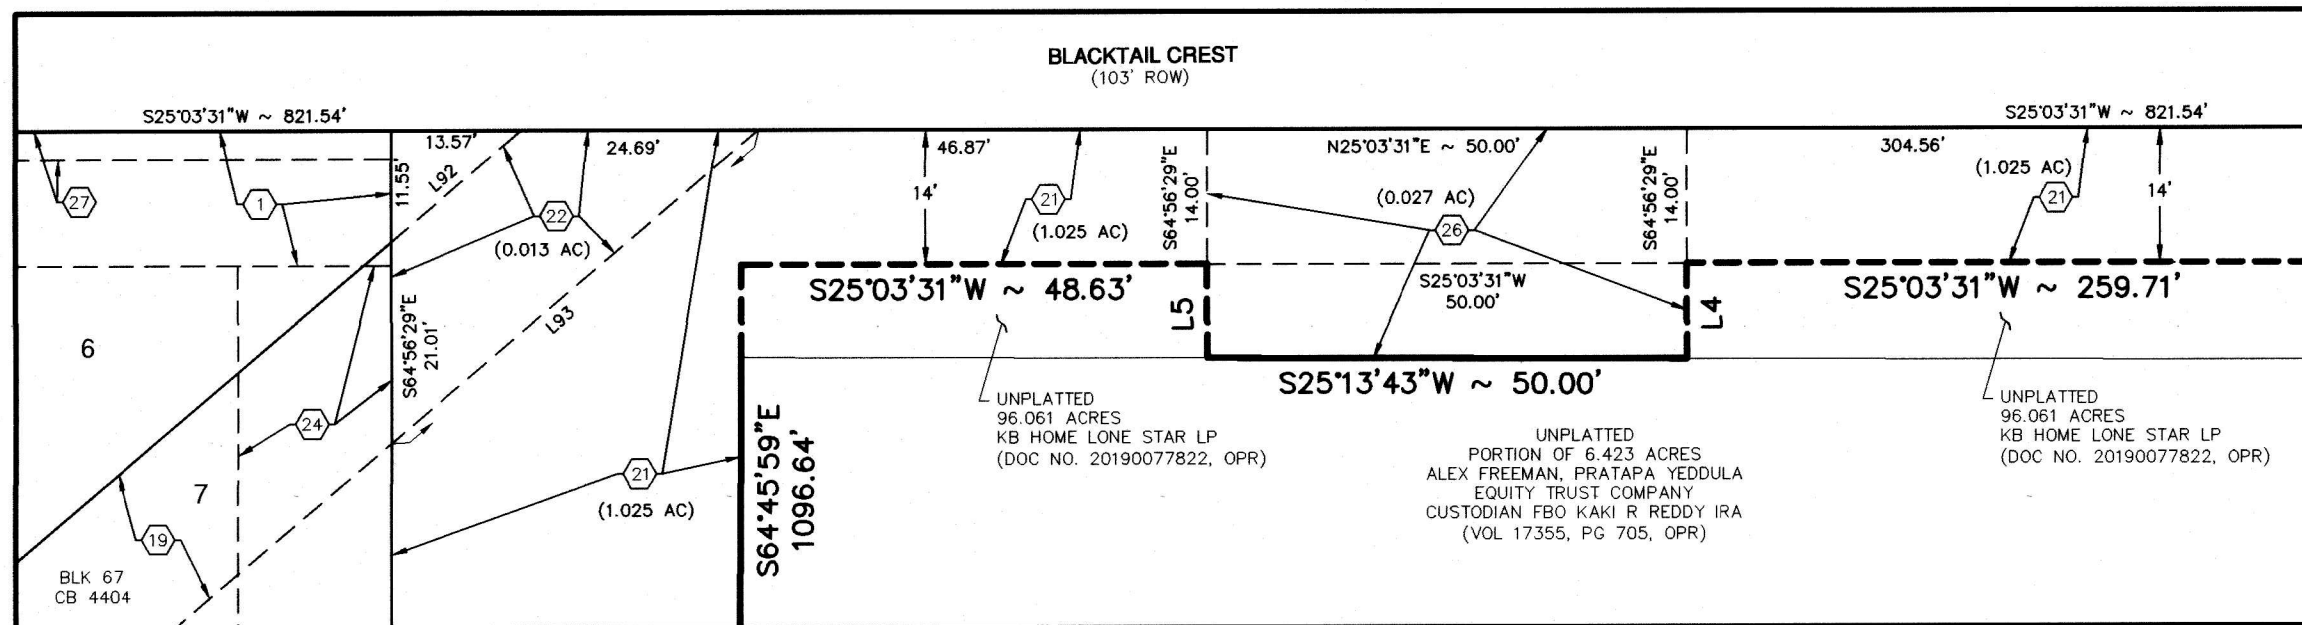 BLACKTAIL CREST
(103' ROW)
S25°03'31"W ~ 821.54'
S25°03'31"W ~ 821.54'
13.57'
24.69'
46.87'
N25°03'31"E ~ 50.00'
304.56'
11.55'
L92
27
1
22
(0.013 AC)
14'
21
(1.025 AC)
S64°56'29"E
14.00'
(0.027 AC)
26
S64°56'29"E
14.00'
(1.025 AC)
21
14'
S25°03'31"W ~ 48.63'
S25°03'31"W
50.00'
S25°03'31"W ~ 259.71'
L5
L4
L93
S64°56'29"E
21.01'
6
S25°13'43"W ~ 50.00'
UNPLATTED
96.061 ACRES
KB HOME LONE STAR LP
(DOC NO. 20190077822, OPR)
UNPLATTED
PORTION OF 6.423 ACRES
ALEX FREEMAN, PRATAPA YEDDULA
EQUITY TRUST COMPANY
CUSTODIAN FBO KAKI R REDDY IRA
(VOL 17355, PG 705, OPR)
UNPLATTED
96.061 ACRES
KB HOME LONE STAR LP
(DOC NO. 20190077822, OPR)
24
21
(1.025 AC)
S64°45'59"E
1096.64'
7
19
BLK 67
CB 4404